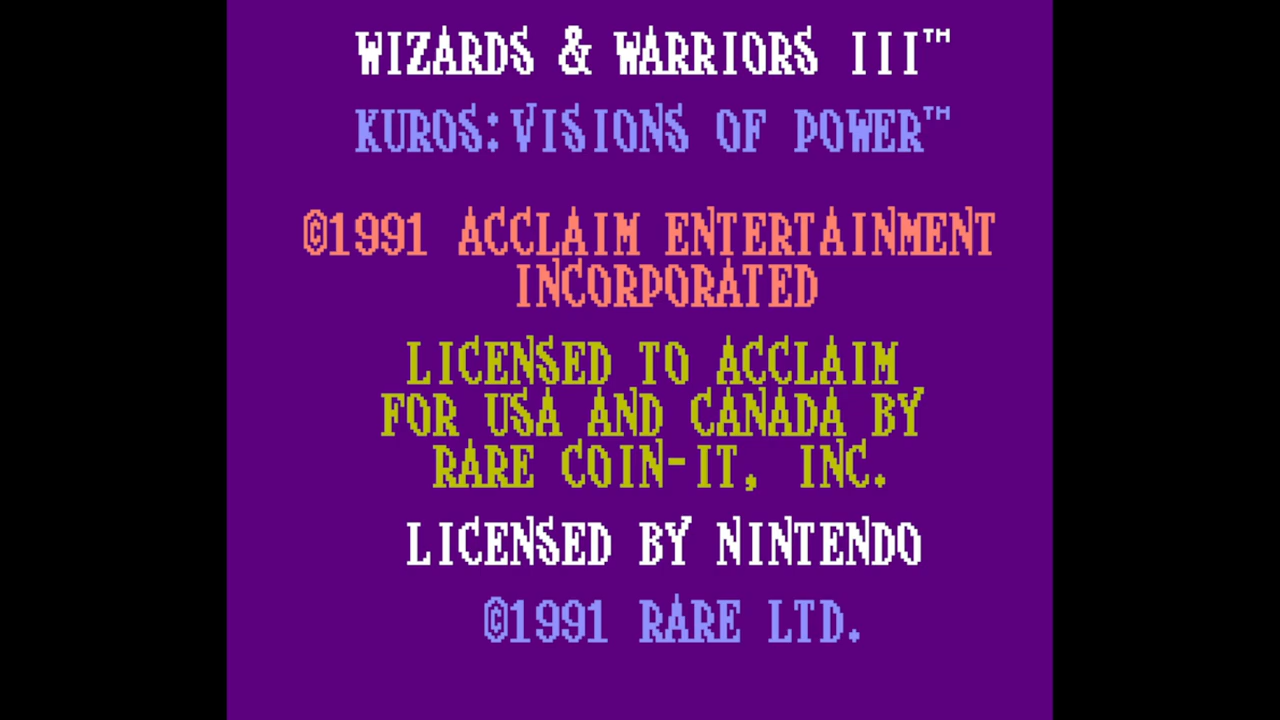 WIZARDS & WARRIORS III™
KUROS:VISIONS OF POWER™
©1991 ACCLAIM ENTERTAINMENT
INCORPORATED
LICENSED TO ACCLAIM
FOR USA AND CANADA BY
RARE COIN-IT, INC.
LICENSED BY NINTENDO
©1991 RARE LTD.